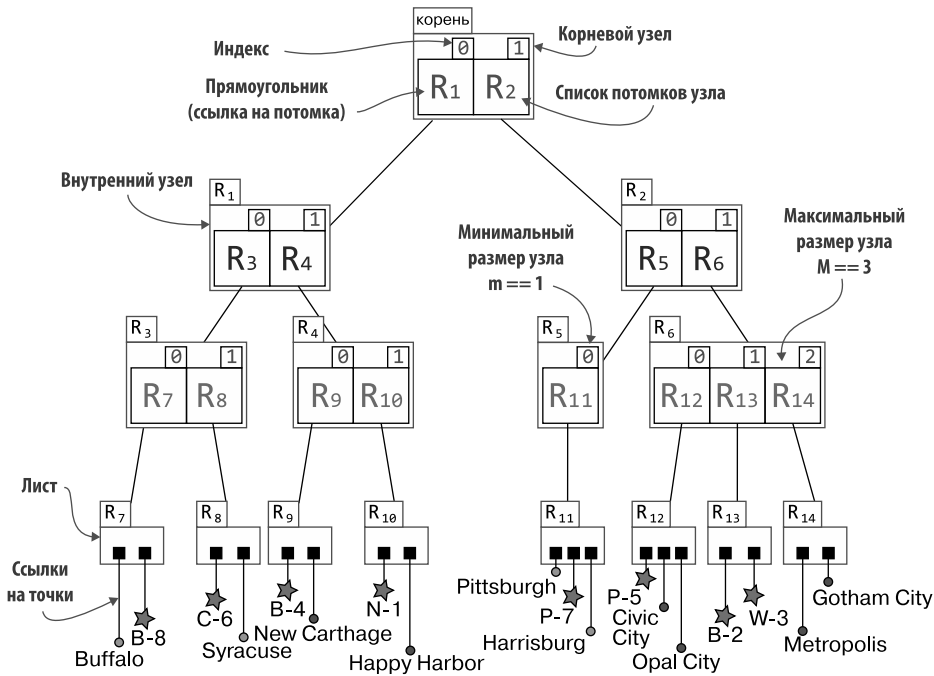 корень
Индекс
0 1
Корневой узел
Прямоугольник
(ссылка на потомка)
R1 R2
Список потомков узла
Внутренний узел
R1
0 1
R3 R4
Минимальный
размер узла
m == 1
R2
0 1
R5 R6
Максимальный
размер узла
M == 3
R3
0 1
R7 R8
R4
0 1
R9 R10
R5
0
R11
R6
0 1 2
R12 R13 R14
Лист
R7
R8
R9
R10
R11
R12
R13
R14
Ссылки
на точки
Buffalo
B-8
C-6
Syracuse
B-4
New Carthage
N-1
Happy Harbor
Pittsburgh
P-7
Harrisburg
P-5
Civic
City
Opal City
B-2
W-3
Metropolis
Gotham City